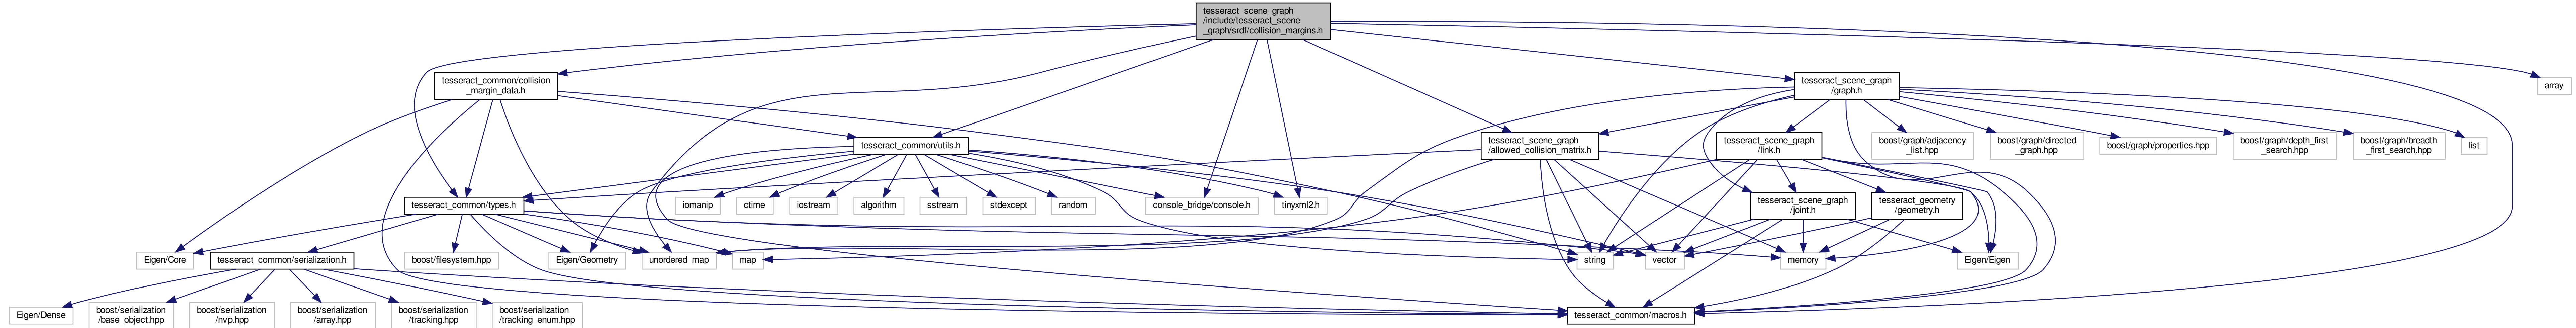 tesseract_scene_graph
/include/tesseract_scene
_graph/srdf/collision_margins.h
tesseract_common/collision
_margin_data.h
tesseract_scene_graph
/graph.h
array
tesseract_common/utils.h
tesseract_scene_graph
/allowed_collision_matrix.h
tesseract_scene_graph
/link.h
boost/graph/adjacency
_list.hpp
boost/graph/directed
_graph.hpp
boost/graph/properties.hpp
boost/graph/depth_first
_search.hpp
boost/graph/breadth
_first_search.hpp
list
tesseract_common/types.h
iomanip
ctime
iostream
algorithm
sstream
stdexcept
random
console_bridge/console.h
tinyxml2.h
tesseract_scene_graph
/joint.h
tesseract_geometry
/geometry.h
Eigen/Core
tesseract_common/serialization.h
boost/filesystem.hpp
Eigen/Geometry
unordered_map
map
string
vector
memory
Eigen/Eigen
Eigen/Dense
boost/serialization
/base_object.hpp
boost/serialization
/nvp.hpp
boost/serialization
/array.hpp
boost/serialization
/tracking.hpp
boost/serialization
/tracking_enum.hpp
tesseract_common/macros.h